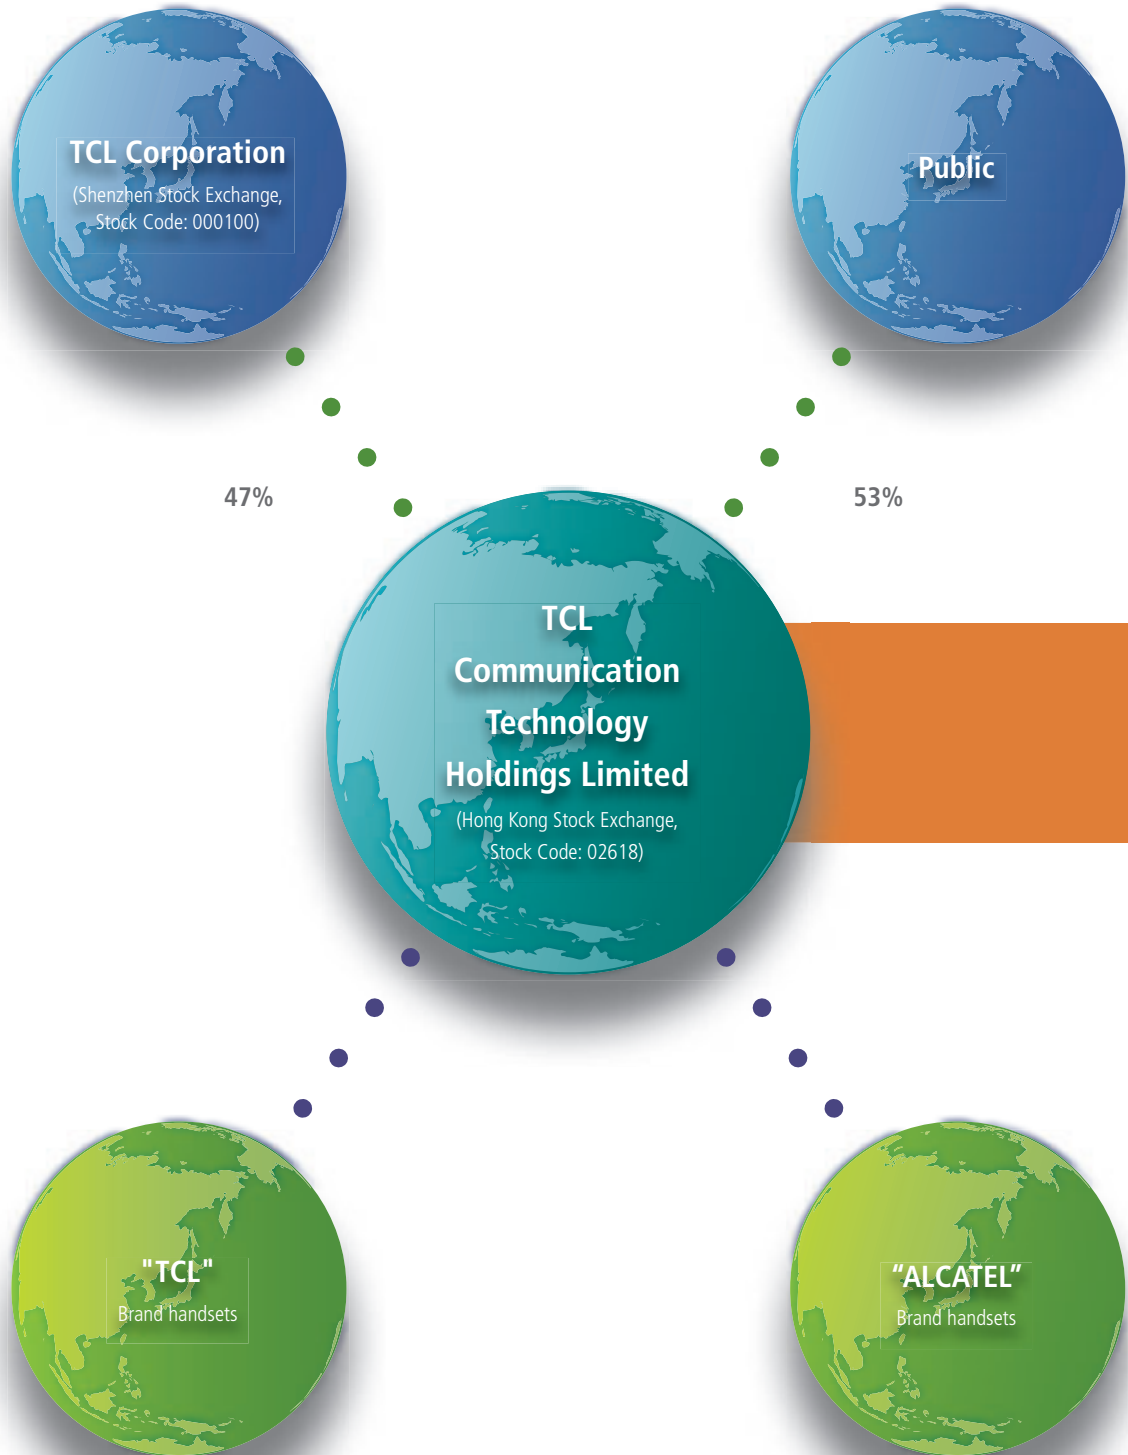 TCL Corporation
(Shenzhen Stock Exchange,
Stock Code: 000100)
Public
47%
53%
TCL
Communication
Technology
Holdings Limited
(Hong Kong Stock Exchange,
Stock Code: 02618)
"TCL"
Brand handsets
“ALCATEL”
Brand handsets